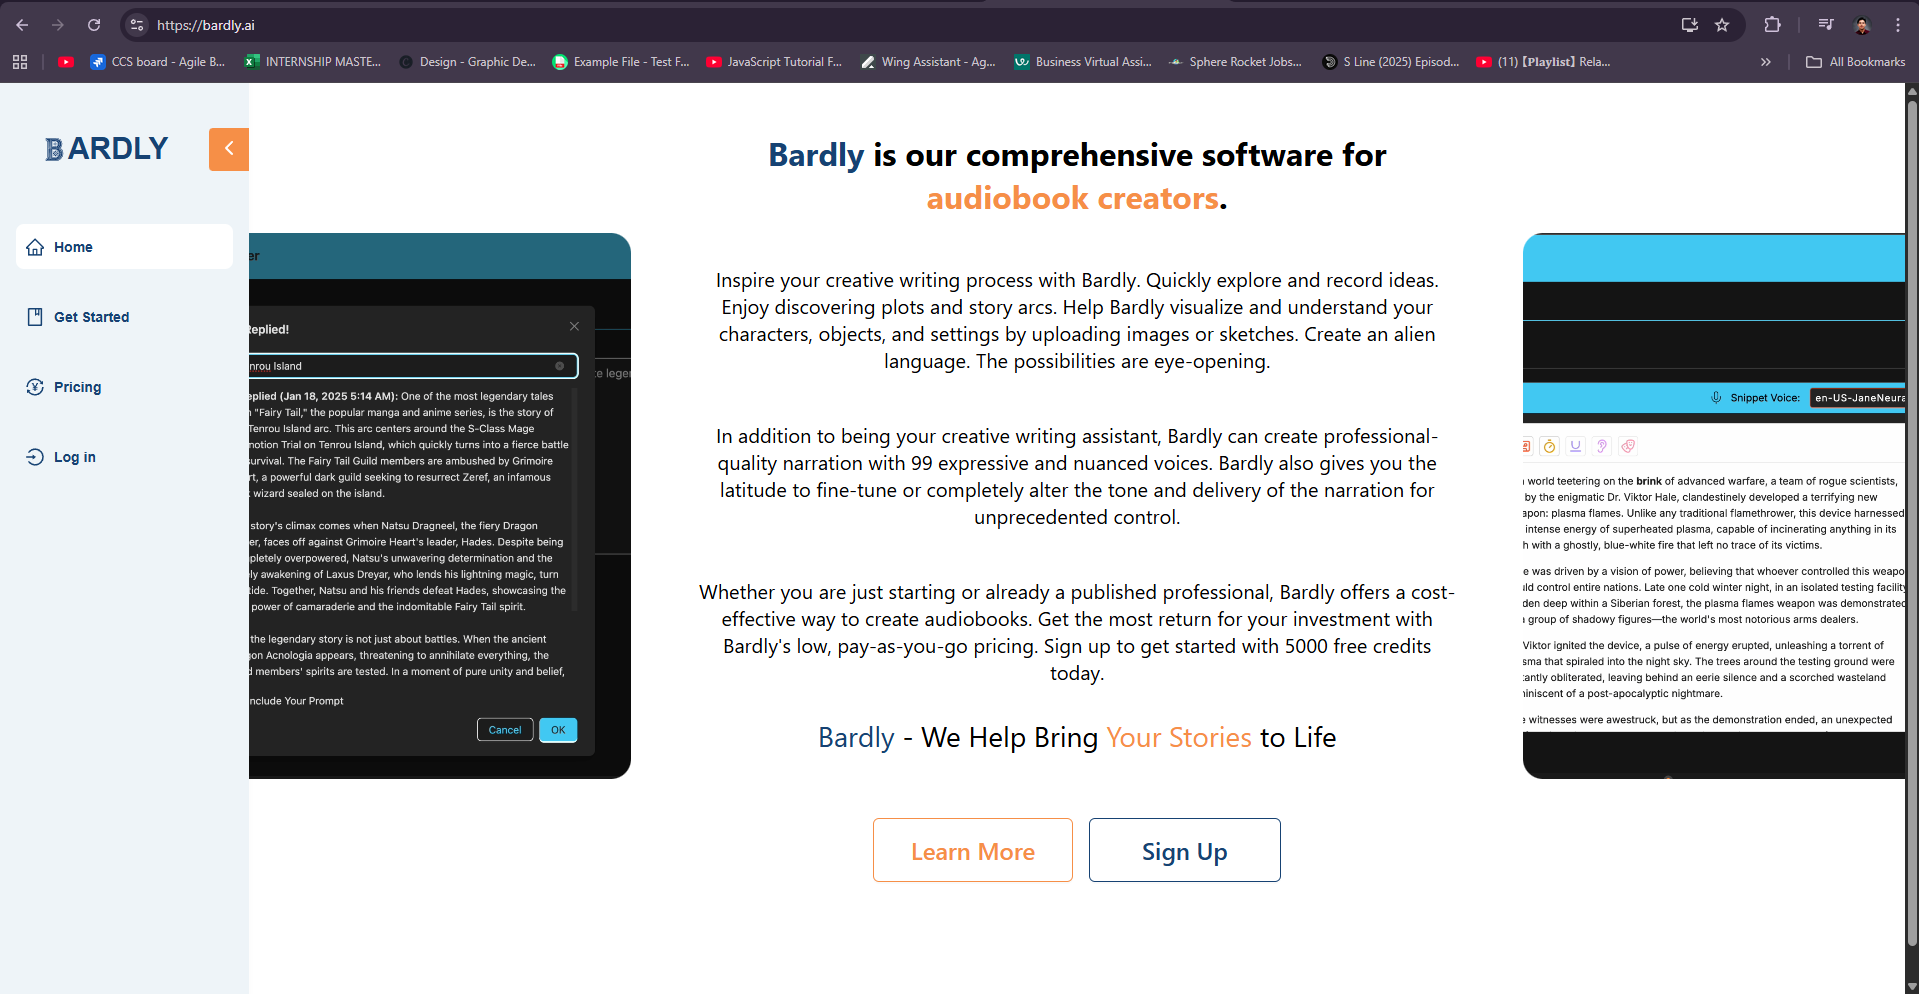 https://bardly.ai
CCS board - Agile B...
INTERNSHIP MASTE...
Design - Graphic De...
Example File - Test F...
JavaScript Tutorial F...
Wing Assistant - Ag...
Business Virtual Assi...
Sphere Rocket Jobs...
S Line (2025) Episod...
(11) 【Playlist】 Rela...
All Bookmarks
BARDLY
Home
Get Started
Pricing
Log in
er
Replied!
nrou Island
te leger
eplied (Jan 18, 2025 5:14 AM): One of the most legendary tales
"Fairy Tail," the popular manga and anime series, is the story of
Tenrou Island arc. This arc centers around the S-Class Mage
motion Trial on Tenrou Island, which quickly turns into a fierce battle
survival. The Fairy Tail Guild members are ambushed by Grimoire
rt, a powerful dark guild seeking to resurrect Zeref, an infamous
wizard sealed on the island.
story's climax comes when Natsu Dragneel, the fiery Dragon
er, faces off against Grimoire Heart's leader, Hades. Despite being
pletely overpowered, Natsu's unwavering determination and the
ly awakening of Laxus Dreyar, who lends his lightning magic, turn
tide. Together, Natsu and his friends defeat Hades, showcasing the
power of camaraderie and the indomitable Fairy Tail spirit.
the legendary story is not just about battles. When the ancient
gon Acnologia appears, threatening to annihilate everything, the
d members' spirits are tested. In a moment of pure unity and belief,
nclude Your Prompt
Cancel
OK
Bardly is our comprehensive software for
audiobook creators.
Inspire your creative writing process with Bardly. Quickly explore and record ideas.
Enjoy discovering plots and story arcs. Help Bardly visualize and understand your
characters, objects, and settings by uploading images or sketches. Create an alien
language. The possibilities are eye-opening.
In addition to being your creative writing assistant, Bardly can create professional-
quality narration with 99 expressive and nuanced voices. Bardly also gives you the
latitude to fine-tune or completely alter the tone and delivery of the narration for
unprecedented control.
Whether you are just starting or already a published professional, Bardly offers a cost-
effective way to create audiobooks. Get the most return for your investment with
Bardly's low, pay-as-you-go pricing. Sign up to get started with 5000 free credits
today.
Bardly - We Help Bring Your Stories to Life
Learn More
Sign Up
Snippet Voice:
en-US-JaneNeura
world teetering on the brink of advanced warfare, a team of rogue scientists,
by the enigmatic Dr. Viktor Hale, clandestinely developed a terrifying new
apon: plasma flames. Unlike any traditional flamethrower, this device harnessed
intense energy of superheated plasma, capable of incinerating anything in its
h with a ghostly, blue-white fire that left no trace of its victims.
e was driven by a vision of power, believing that whoever controlled this weapo
uld control entire nations. Late one cold winter night, in an isolated testing facility
den deep within a Siberian forest, the plasma flames weapon was demonstrated
group of shadowy figures—the world's most notorious arms dealers.
Viktor ignited the device, a pulse of energy erupted, unleashing a torrent of
sma that spiraled into the night sky. The trees around the testing ground were
tantly obliterated, leaving behind an eerie silence and a scorched wasteland
niniscent of a post-apocalyptic nightmare.
e witnesses were awestruck, but as the demonstration ended, an unexpected